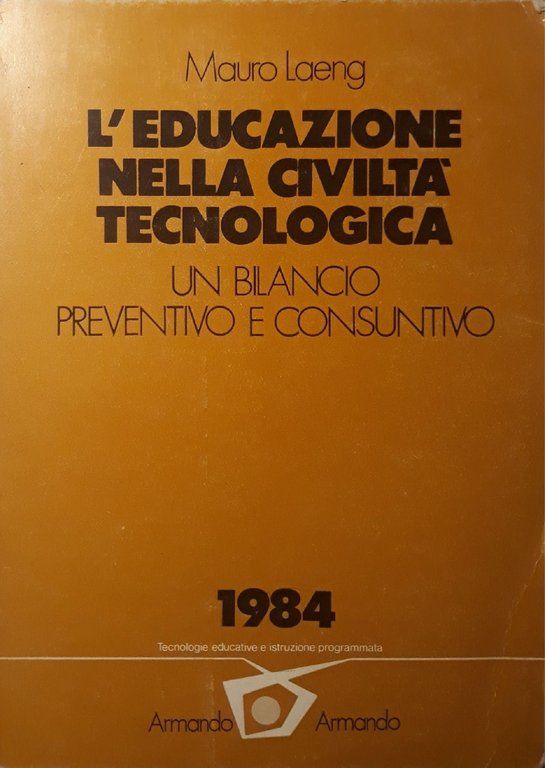 Mauro Laeng
L'EDUCAZIONE
NELLA CIVILTÀ
TECNOLOGICA
UN BILANCIO
PREVENTIVO E CONSUNTIVO
1984
Tecnologie educative e istruzione programmata
Armando Armando